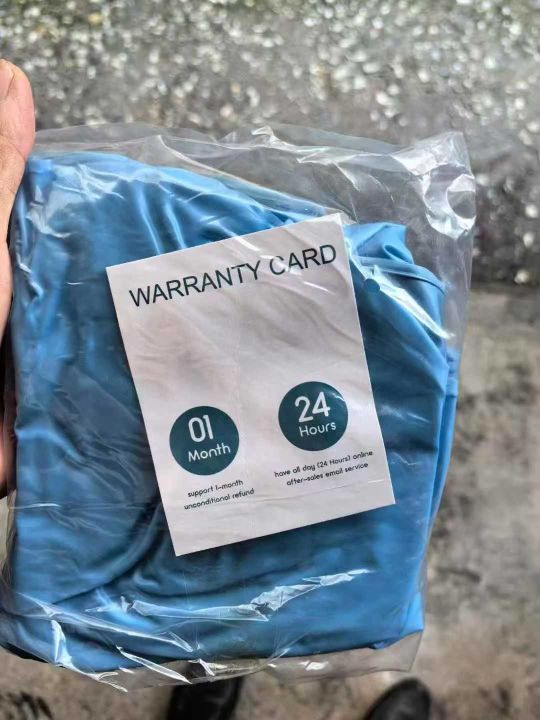 WARRANTY CARD
01
Month
support 1-month
unconditional refund
24
Hours
have all day (24 Hours) online
after-sales email service